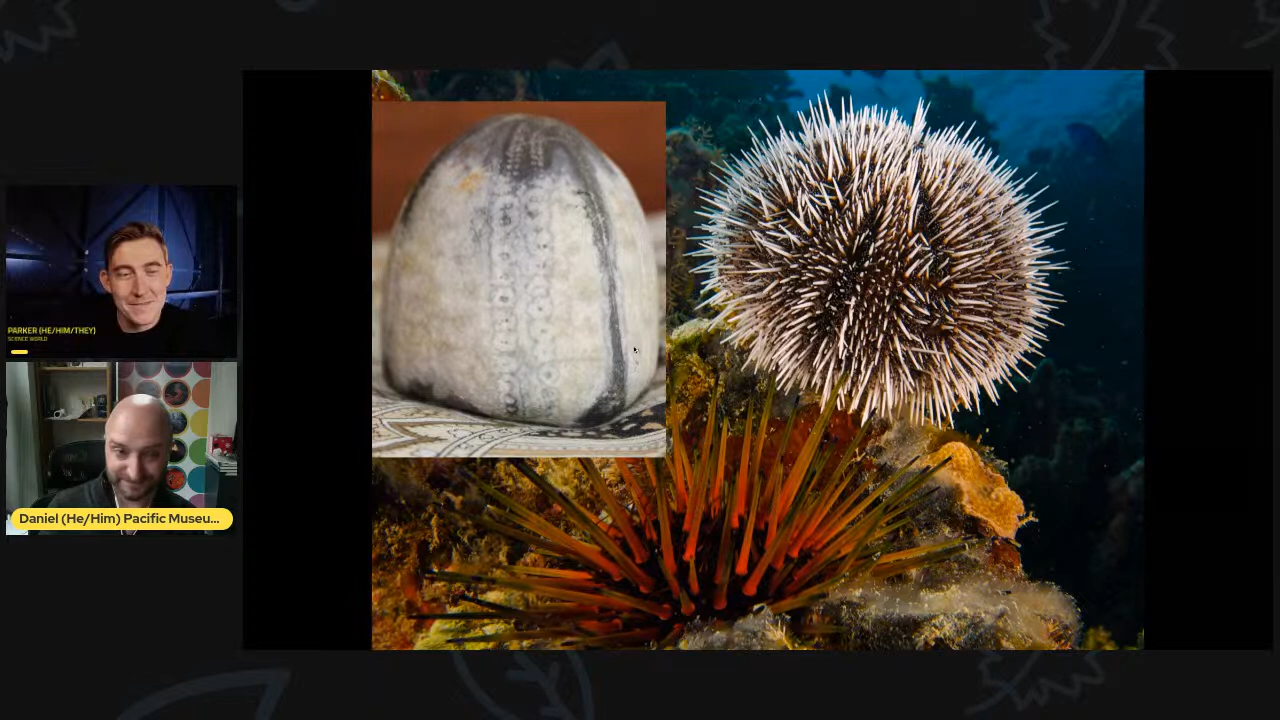 PARKER (HE/HIM/THEY)
SCIENCE WORLD
Daniel (He/Him) Pacific Museu...